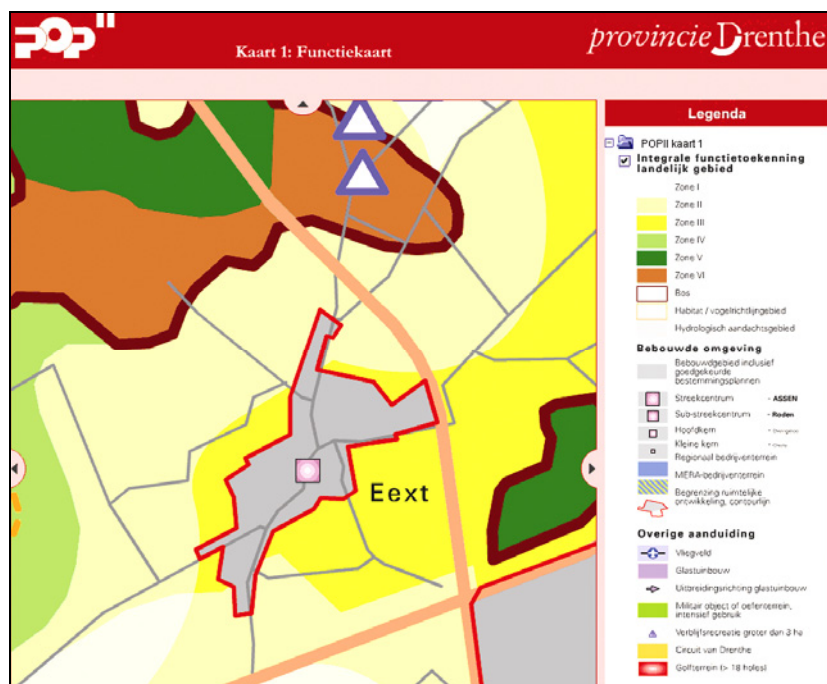 POP II
Kaart 1: Functiekaart
provincie Drenthe
Legenda
POPII kaart 1
Integrale functietoekenning
landelijk gebied
Zone I
Zone II
Zone III
Zone IV
Zone V
Zone VI
Bos
Habitat / vogelrichtlijngebied
Hydrologisch aandachtsgebied
Bebouwde omgeving
Bebouwdgebied inclusief
goedgekeurde
bestemmingsplannen
Streekcentrum - ASSEN
Sub-streekcentrum - Roden
Hoofdkern
Kleine kern
Regionaal bedrijventerrein
MERA-bedrijventerrein
Begrenzing ruimtelijke
ontwikkeling, contourlijn
Overige aanduiding
Vliegveld
Glastuinbouw
Uitbreidingsrichting glastuinbouw
Militair object of oefenterrein,
intensief gebruik
Verblijfsrecreatie groter dan 3 ha
Circuit van Drenthe
Golfterrein (> 18 holes)
Eext